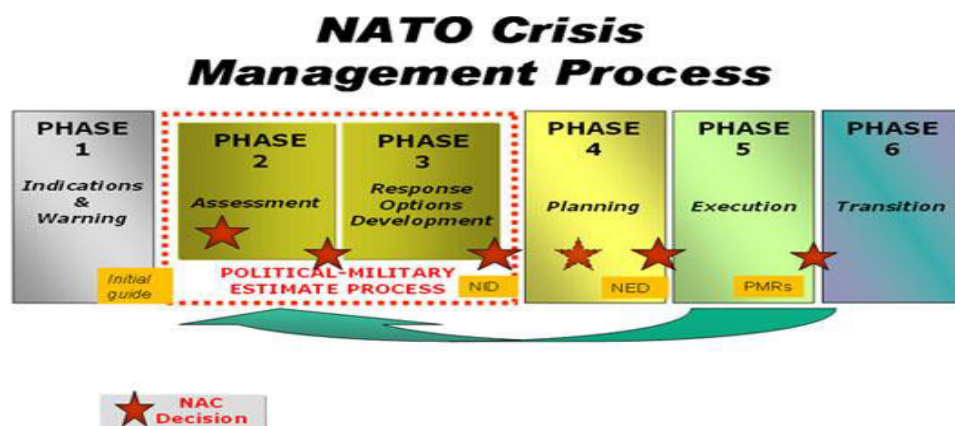 NATO Crisis
Management Process
PHASE
1
Indications
&
Warning
Initial
guide
PHASE
2
Assessment
PHASE
3
Response
Options
Development
POLITICAL-MILITARY
ESTIMATE PROCESS
NID
PHASE
4
Planning
NED
PHASE
5
Execution
PMRs
PHASE
6
Transition
NAC
Decision